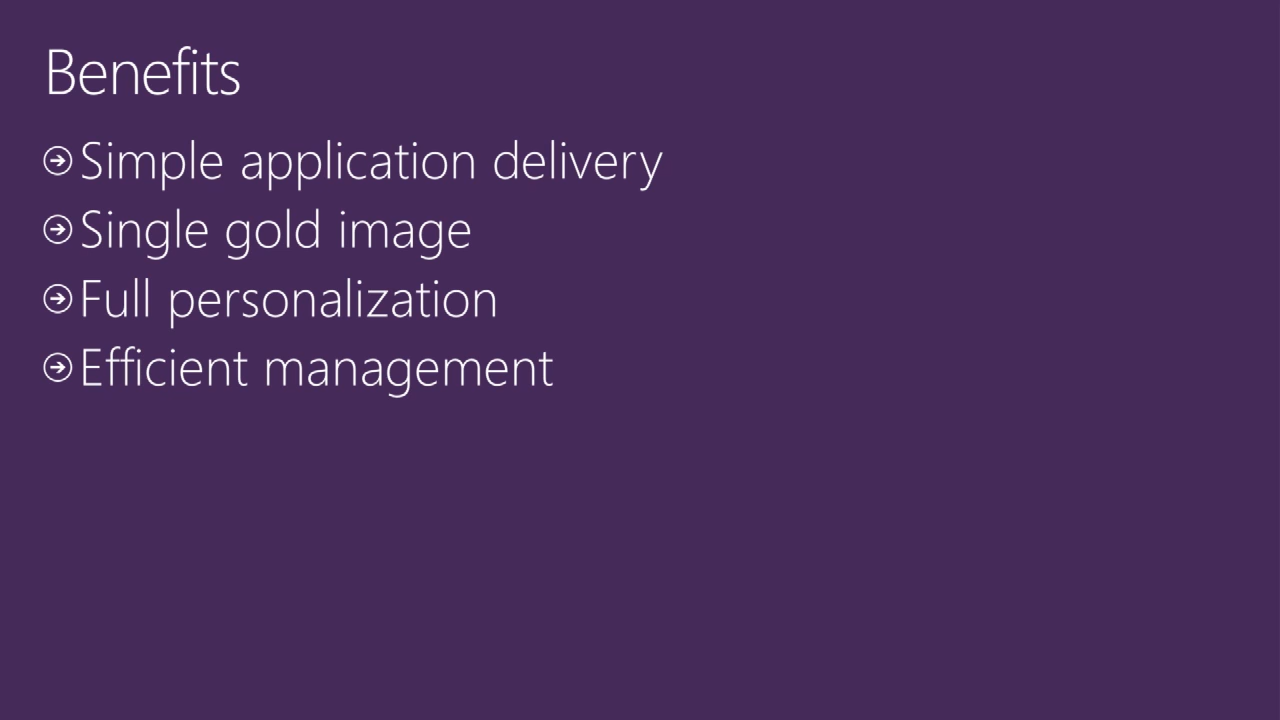 Benefits
Simple application delivery
Single gold image
Full personalization
Efficient management